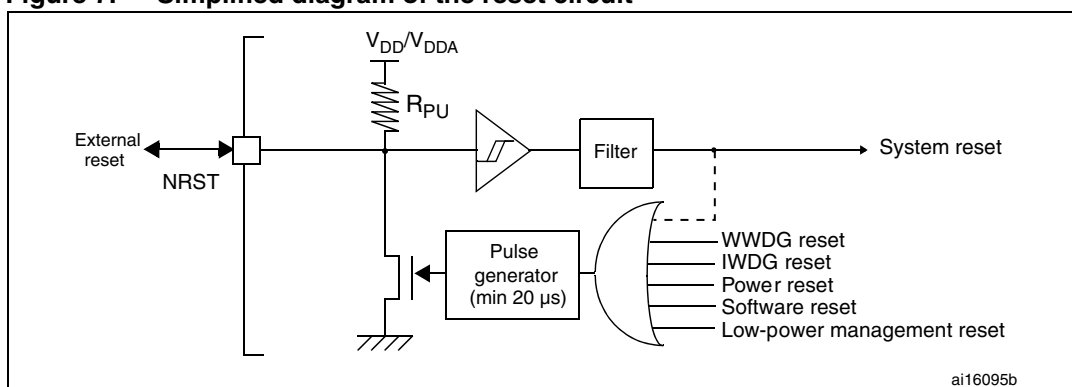 Figure 7. Simplified diagram of the reset circuit
VDD/VDDA
RPU
External
reset
NRST
Filter
System reset
Pulse
generator
(min 20 µs)
WWDG reset
IWDG reset
Power reset
Software reset
Low-power management reset
ai16095b